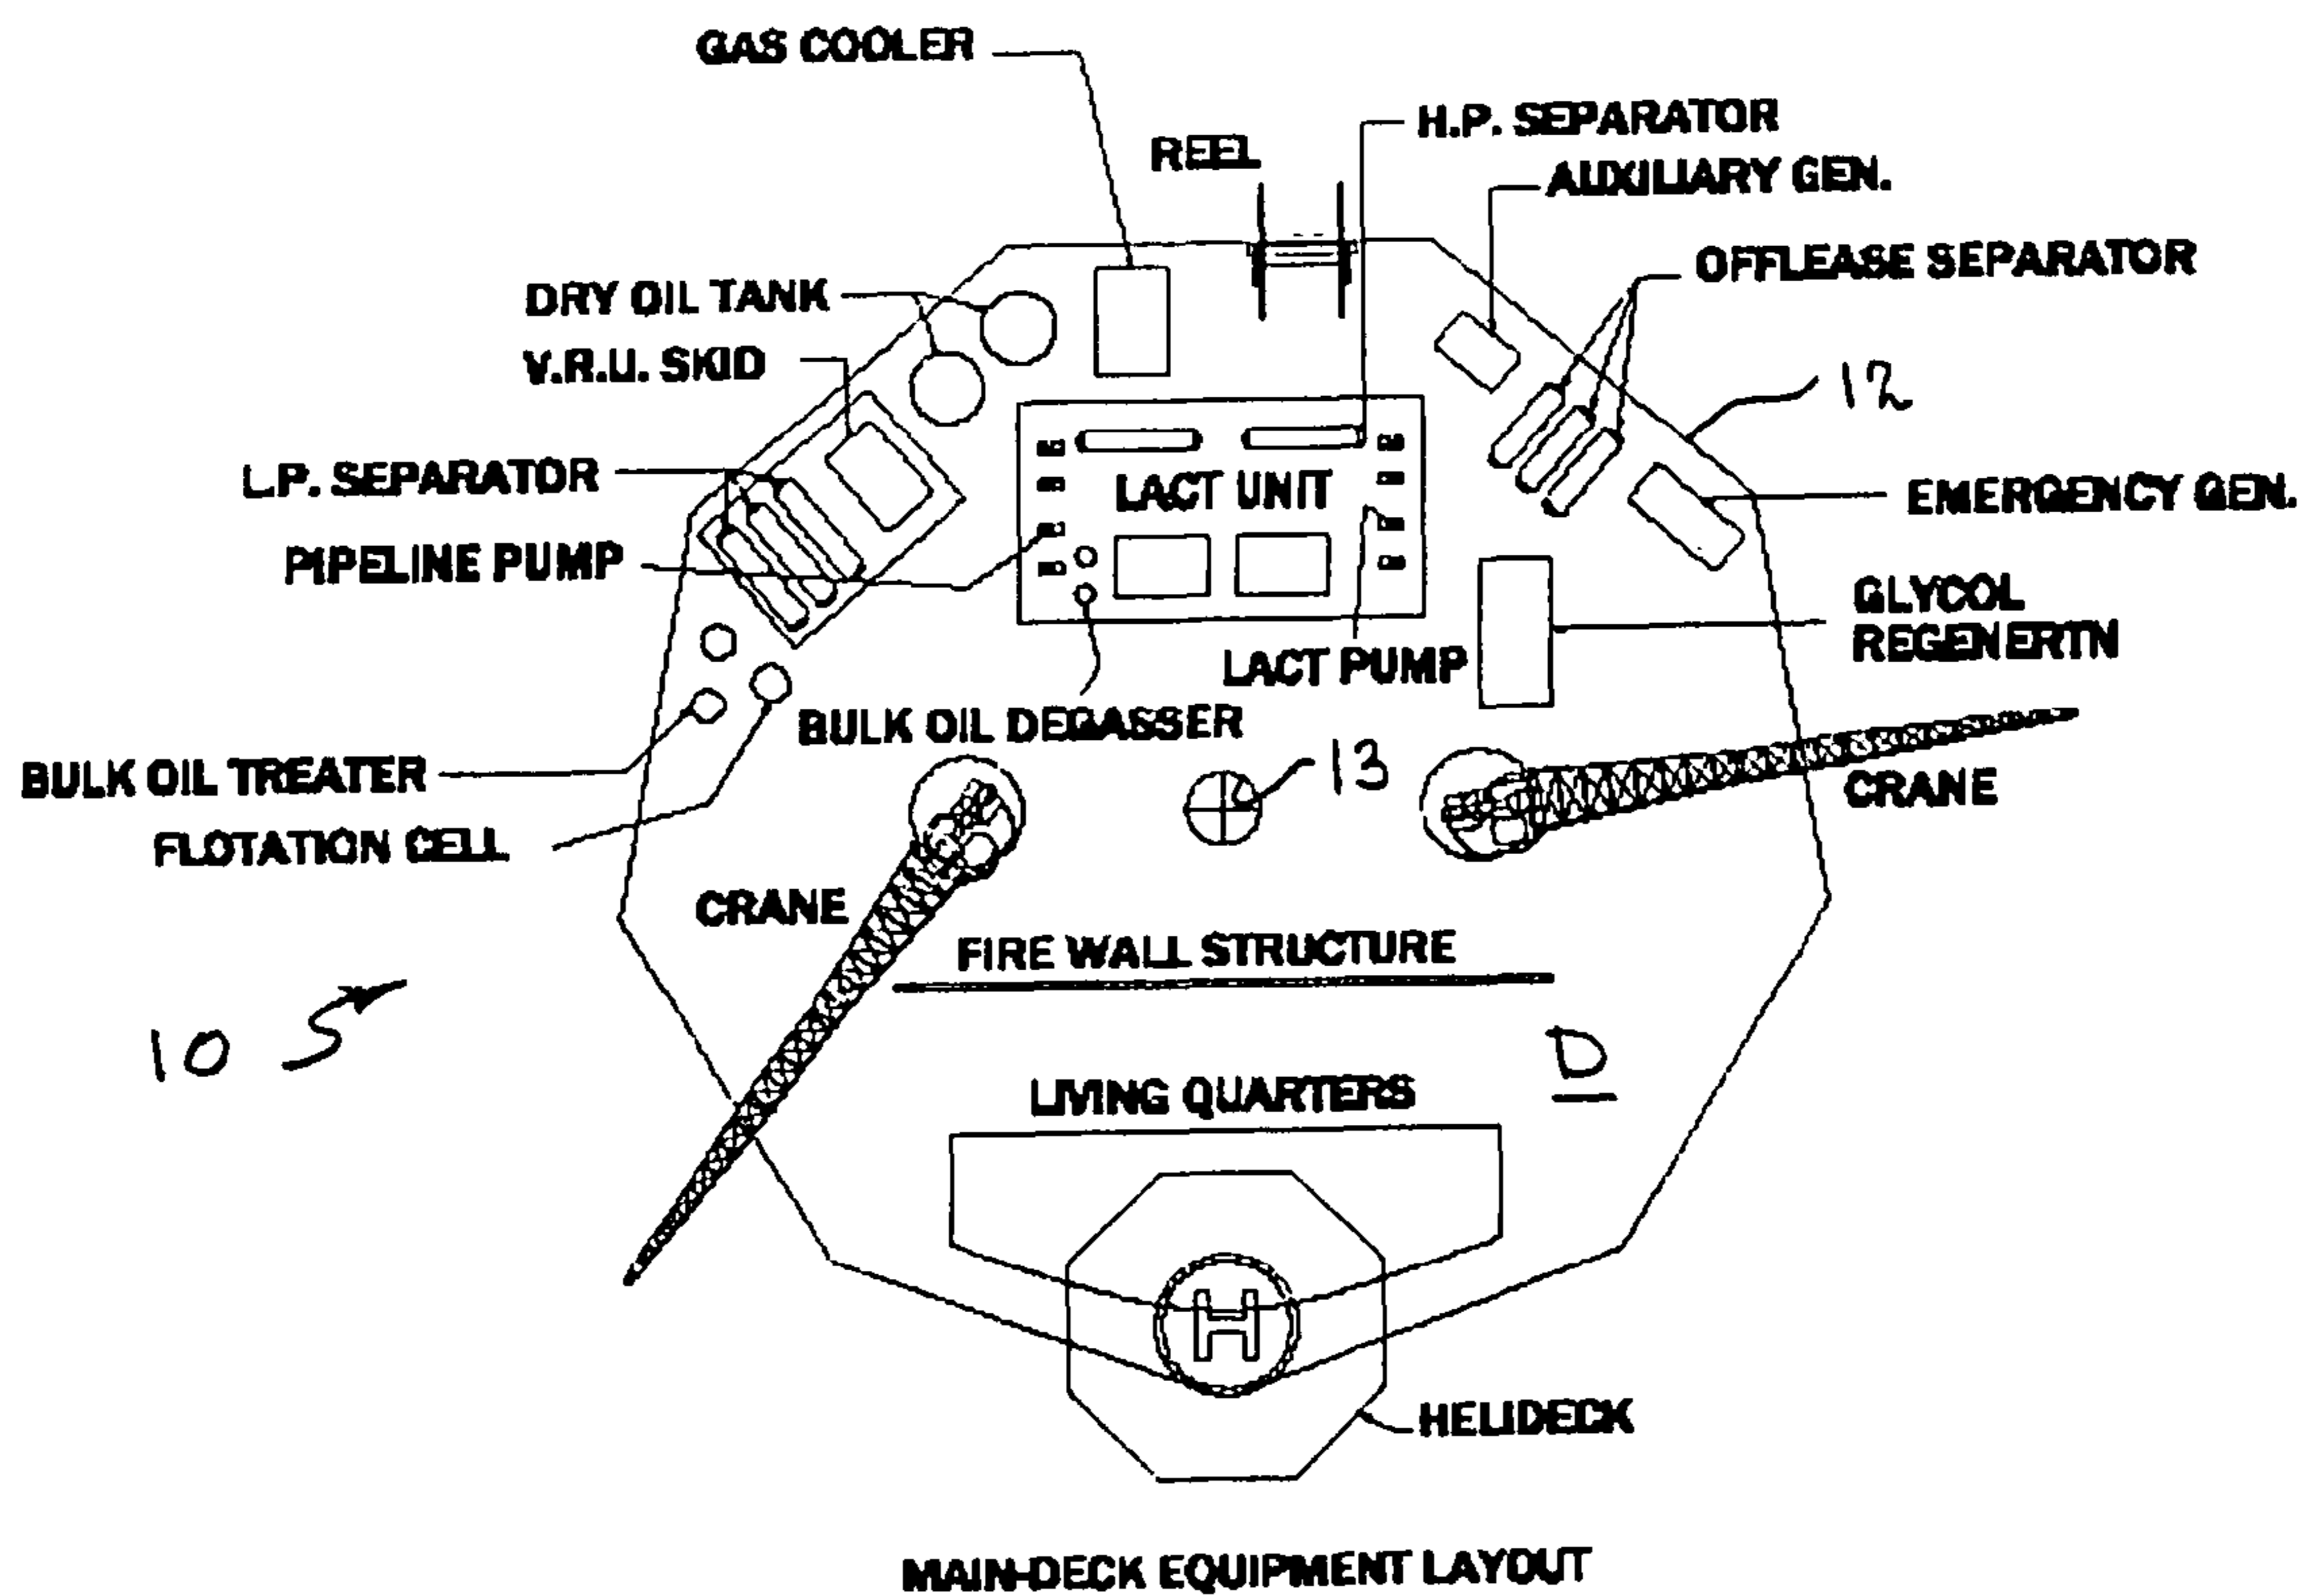 GAS COOLER
H.P. SEPARATOR
REEL
AUXILIARY GEN.
OFFLEASE SEPARATOR
DRY OIL TANK
V.R.U. SKID
12
L.P. SEPARATOR
LACT UNIT
EMERGENCY GEN.
PIPELINE PUMP
GLYCOL
REGENERTN
LACT PUMP
BULK OIL DEGASSER
13
BULK OIL TREATER
CRANE
FLOTATION CELL
CRANE
FIRE WALL STRUCTURE
10
D
LIVING QUARTERS
H
HELIDECK
MAIN-DECK EQUIPMENT LAYOUT